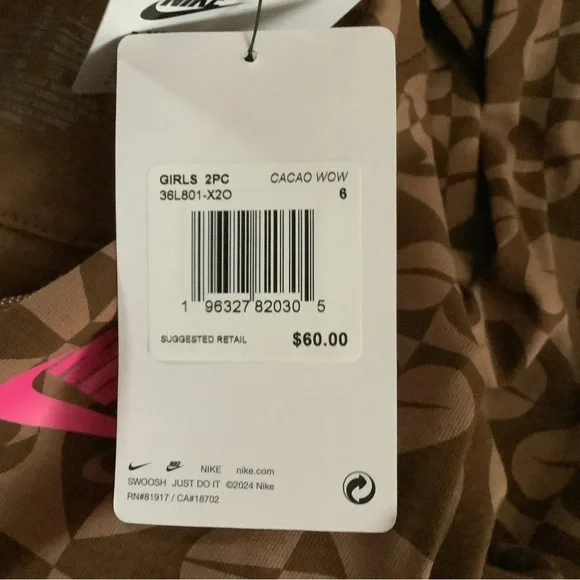 NIKE
GIRLS 2PC CACAO WOW
36L801-X2O 6
1 96327 82030 5
SUGGESTED RETAIL $60.00
NIKE nike.com
SWOOSH JUST DO IT ©2024 Nike
RN#81917 / CA#18702